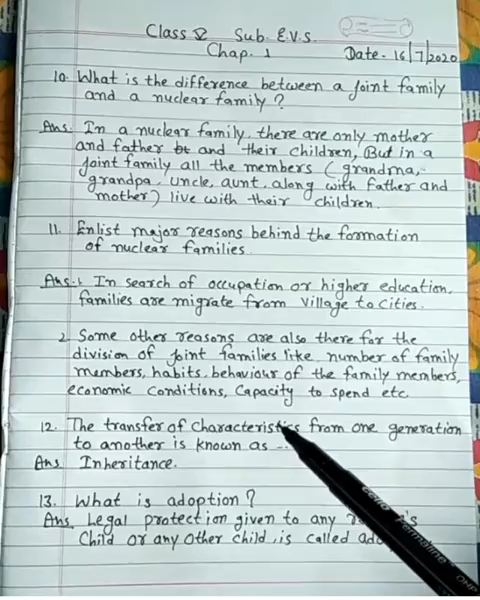 Class V Sub. E.V.S.
Chap. 1 Date. 16/7/2020
10. What is the difference between a joint family
and a nuclear family?
Ans. In a nuclear family, there are only mother
and father and their children, But in a
joint family all the members (grandma,
grandpa, uncle, aunt, along with father and
mother) live with their children.
11. Enlist major reasons behind the formation
of nuclear families.
Ans:1. In search of occupation or higher education,
families are migrate from village to cities.
2. Some other reasons are also there for the
division of joint families like, number of family
members, habits, behaviour of the family members,
economic conditions, capacity to spend etc.
12. The transfer of characteristics from one generation
to another is known as ..
Ans. Inheritance.
13. What is adoption?
Ans. Legal protection given to any
child or any other child, is called
cello Permaline OHP